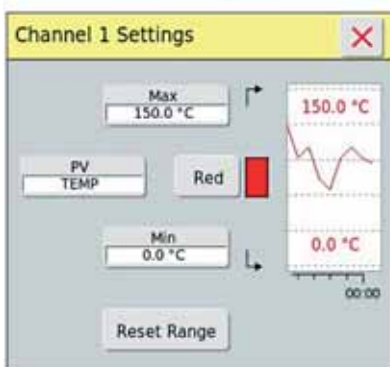 Channel 1 Settings
Max
150.0 °C
150.0 °C
PV
TEMP
Red
Min
0.0 °C
0.0 °C
00:00
Reset Range